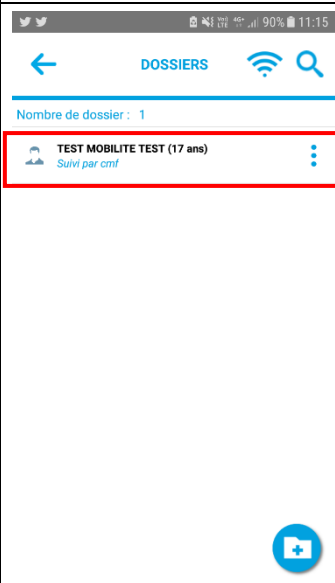 90% 11:15
DOSSIERS
Nombre de dossier : 1
TEST MOBILITE TEST (17 ans)
Suivi par cmf